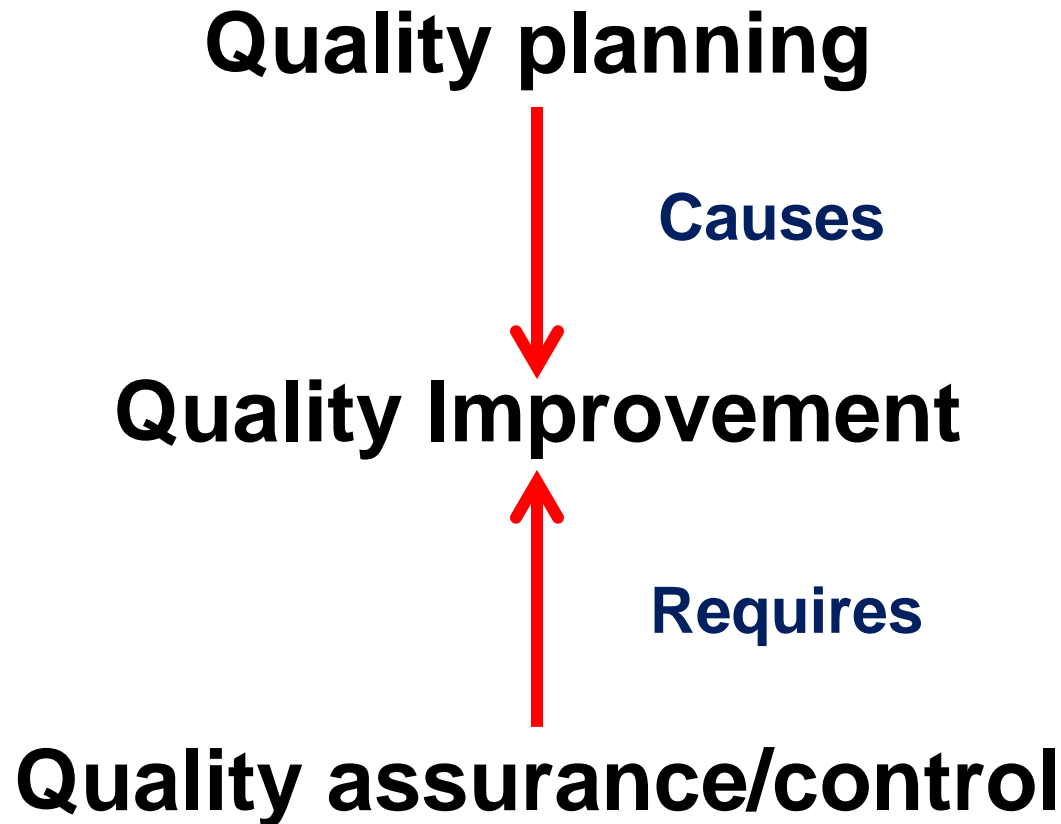 Quality planning
Causes
Quality Improvement
Requires
Quality assurance/control